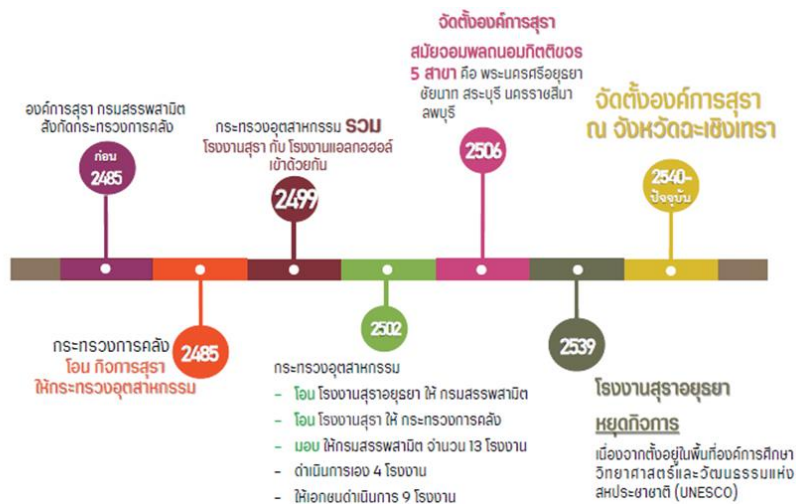 องค์การสุรา กรมสรรพสามิต
สังกัดกระทรวงการคลัง
ก่อน
2485
กระทรวงการคลัง
โอน กิจการสุรา
ให้กระทรวงอุตสาหกรรม
2485
กระทรวงอุตสาหกรรม รวม
โรงงานสุรา กับ โรงงานแอลกอฮอล์
เข้าด้วยกัน
2499
2502
กระทรวงอุตสาหกรรม
- โอน โรงงานสุราอยุธยา ให้ กรมสรรพสามิต
- โอน โรงงานสุรา ให้ กระทรวงการคลัง
- มอบ ให้กรมสรรพสามิต จำนวน 13 โรงงาน
- ดำเนินการเอง 4 โรงงาน
- ให้เอกชนดำเนินการ 9 โรงงาน
จัดตั้งองค์การสุรา
สมัยจอมพลถนอมกิตติขจร
5 สาขา คือ พระนครศรีอยุธยา
ชัยนาท สระบุรี นครราชสีมา
ลพบุรี
2506
2539
โรงงานสุราอยุธยา
หยุดกิจการ
เนื่องจากตั้งอยู่ในพื้นที่องค์การศึกษา
วิทยาศาสตร์และวัฒนธรรมแห่ง
สหประชาชาติ (UNESCO)
จัดตั้งองค์การสุรา
ณ จังหวัดฉะเชิงเทรา
2540-
ปัจจุบัน